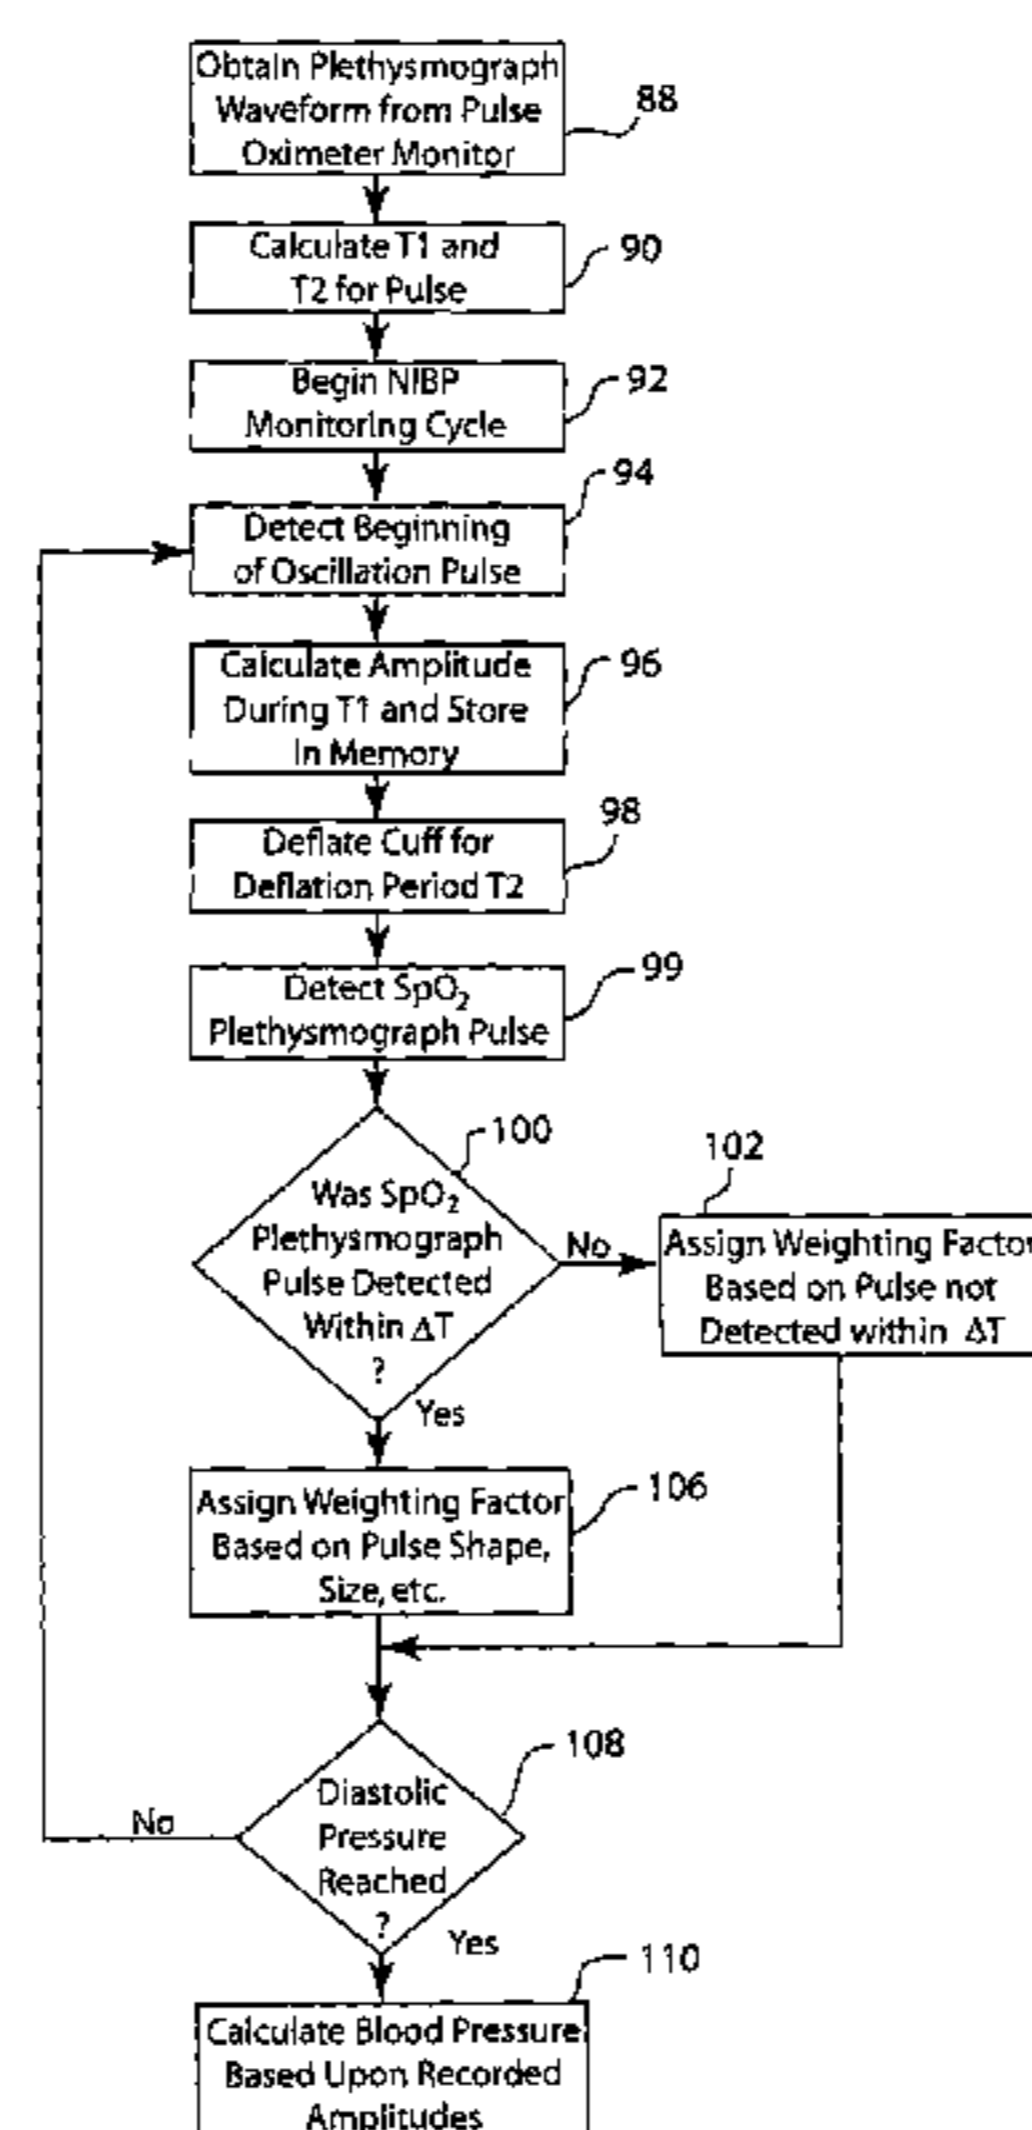 Obtain Plethysmograph
Waveform from Pulse
Oximeter Monitor
88
Calculate T1 and
T2 for Pulse
90
Begin NIBP
Monitoring Cycle
92
94
Detect Beginning
of Oscillation Pulse
Calculate Amplitude
During T1 and Store
In Memory
96
98
Deflate Cuff for
Deflation Period T2
Detect SpO₂
Plethysmograph Pulse
99
100
Was SpO₂
Plethysmograph
Pulse Detected
Within ΔT
?
No
102
Assign Weighting Factor
Based on Pulse not
Detected within ΔT
Yes
Assign Weighting Factor
Based on Pulse Shape,
Size, etc.
106
108
Diastolic
Pressure
Reached
?
No
Yes
110
Calculate Blood Pressure
Based Upon Recorded
Amplitudes